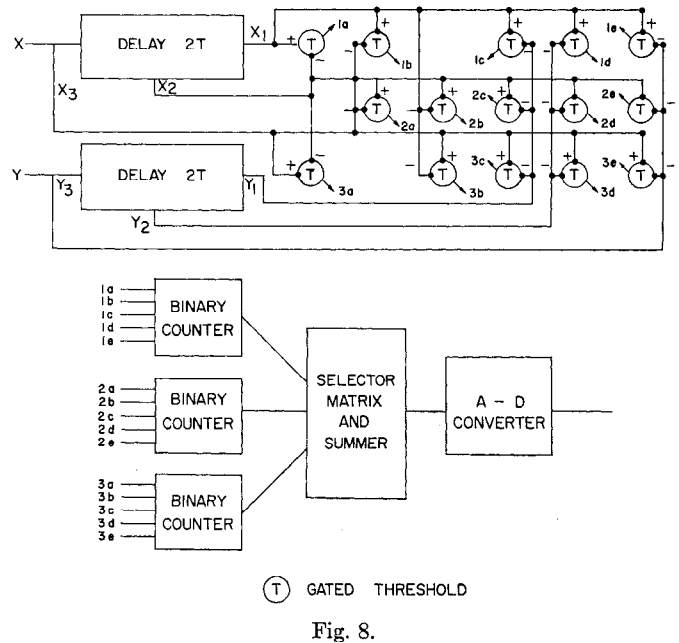 X
DELAY 2T
X1
X2
X3
Y
DELAY 2T
Y1
Y2
Y3
+ T - 1a
+ T - 1b
+ T - 1c
+ T - 1d
+ T - 1e
+ T - 2a
+ T - 2b
+ T - 2c
+ T - 2d
+ T - 2e
+ T - 3a
+ T - 3b
+ T - 3c
+ T - 3d
+ T - 3e
1a
1b
1c
1d
1e
BINARY
COUNTER
2a
2b
2c
2d
2e
BINARY
COUNTER
3a
3b
3c
3d
3e
BINARY
COUNTER
SELECTOR
MATRIX
AND
SUMMER
A - D
CONVERTER
T GATED THRESHOLD
Fig. 8.